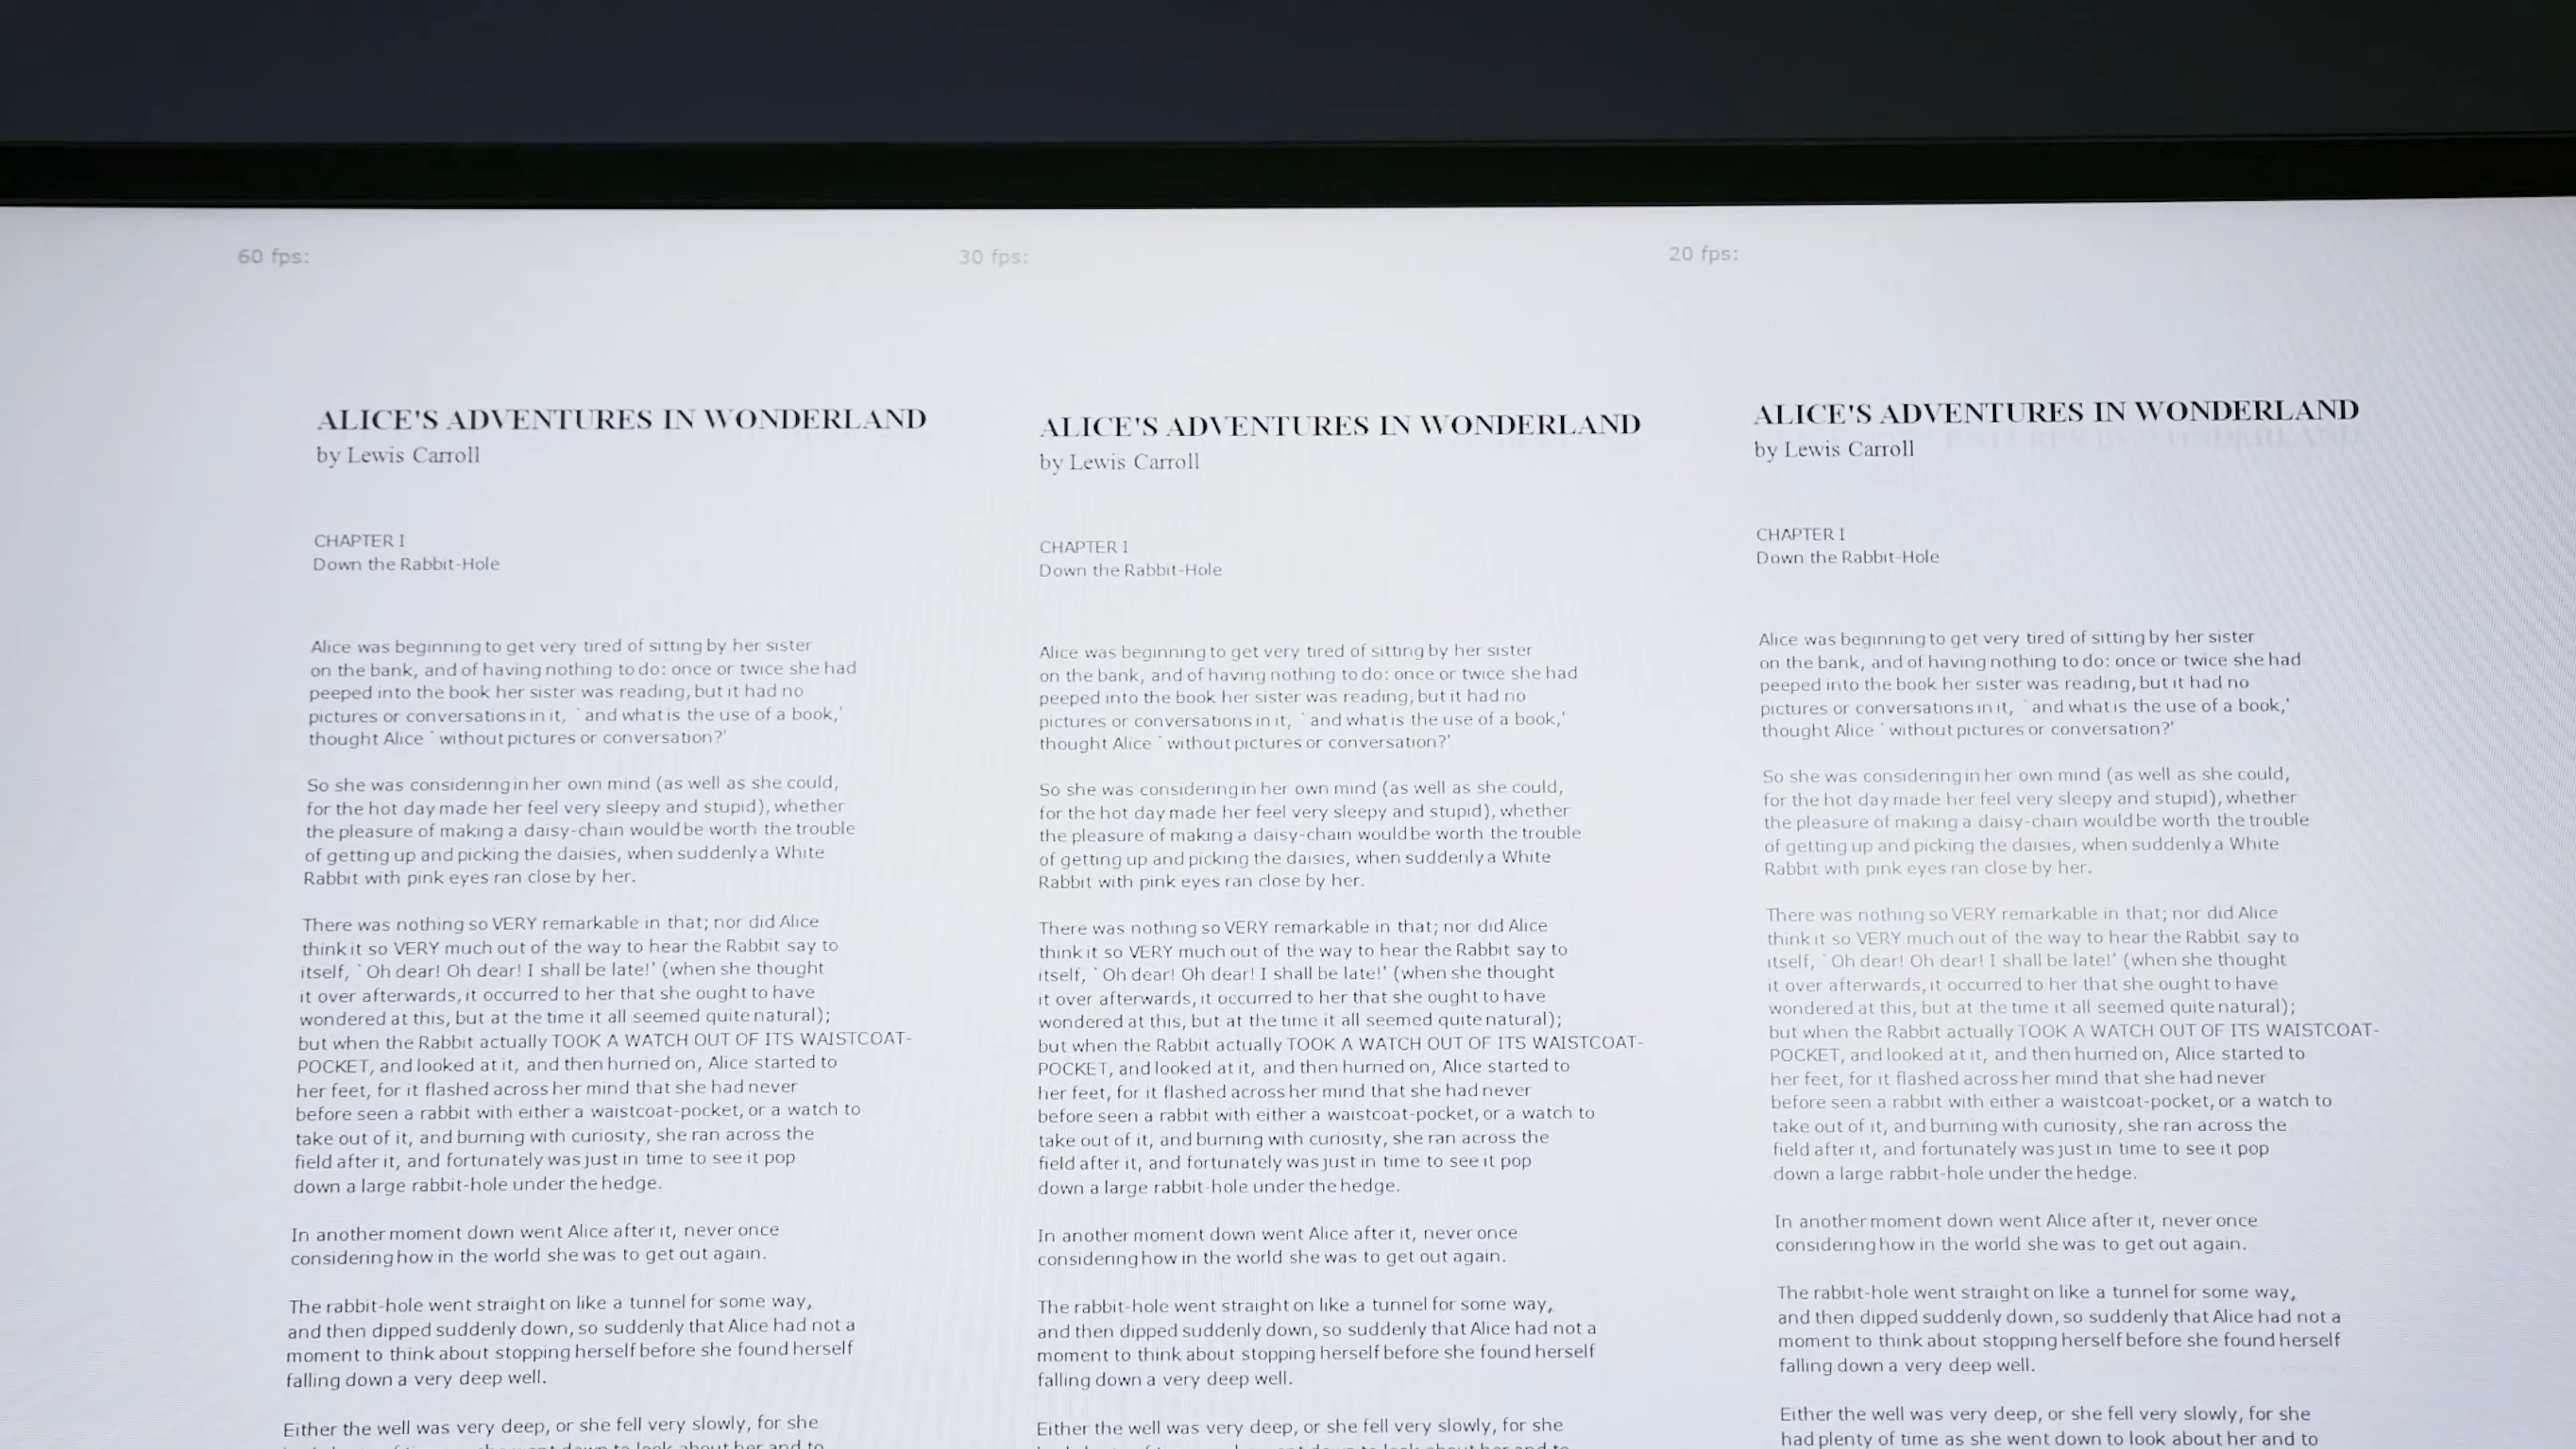 60 fps:
ALICE'S ADVENTURES IN WONDERLAND
by Lewis Carroll
CHAPTER I
Down the Rabbit-Hole
Alice was beginning to get very tired of sitting by her sister
on the bank, and of having nothing to do: once or twice she had
peeped into the book her sister was reading, but it had no
pictures or conversations in it, `and what is the use of a book,'
thought Alice `without pictures or conversation?'
So she was considering in her own mind (as well as she could,
for the hot day made her feel very sleepy and stupid), whether
the pleasure of making a daisy-chain would be worth the trouble
of getting up and picking the daisies, when suddenly a White
Rabbit with pink eyes ran close by her.
There was nothing so VERY remarkable in that; nor did Alice
think it so VERY much out of the way to hear the Rabbit say to
itself, `Oh dear! Oh dear! I shall be late!' (when she thought
it over afterwards, it occurred to her that she ought to have
wondered at this, but at the time it all seemed quite natural);
but when the Rabbit actually TOOK A WATCH OUT OF ITS WAISTCOAT-
POCKET, and looked at it, and then hurried on, Alice started to
her feet, for it flashed across her mind that she had never
before seen a rabbit with either a waistcoat-pocket, or a watch to
take out of it, and burning with curiosity, she ran across the
field after it, and fortunately was just in time to see it pop
down a large rabbit-hole under the hedge.
In another moment down went Alice after it, never once
considering how in the world she was to get out again.
The rabbit-hole went straight on like a tunnel for some way,
and then dipped suddenly down, so suddenly that Alice had not a
moment to think about stopping herself before she found herself
falling down a very deep well.
Either the well was very deep, or she fell very slowly, for she
30 fps:
ALICE'S ADVENTURES IN WONDERLAND
by Lewis Carroll
CHAPTER I
Down the Rabbit-Hole
Alice was beginning to get very tired of sitting by her sister
on the bank, and of having nothing to do: once or twice she had
peeped into the book her sister was reading, but it had no
pictures or conversations in it, `and what is the use of a book,'
thought Alice `without pictures or conversation?'
So she was considering in her own mind (as well as she could,
for the hot day made her feel very sleepy and stupid), whether
the pleasure of making a daisy-chain would be worth the trouble
of getting up and picking the daisies, when suddenly a White
Rabbit with pink eyes ran close by her.
There was nothing so VERY remarkable in that; nor did Alice
think it so VERY much out of the way to hear the Rabbit say to
itself, `Oh dear! Oh dear! I shall be late!' (when she thought
it over afterwards, it occurred to her that she ought to have
wondered at this, but at the time it all seemed quite natural);
but when the Rabbit actually TOOK A WATCH OUT OF ITS WAISTCOAT-
POCKET, and looked at it, and then hurried on, Alice started to
her feet, for it flashed across her mind that she had never
before seen a rabbit with either a waistcoat-pocket, or a watch to
take out of it, and burning with curiosity, she ran across the
field after it, and fortunately was just in time to see it pop
down a large rabbit-hole under the hedge.
In another moment down went Alice after it, never once
considering how in the world she was to get out again.
The rabbit-hole went straight on like a tunnel for some way,
and then dipped suddenly down, so suddenly that Alice had not a
moment to think about stopping herself before she found herself
falling down a very deep well.
Either the well was very deep, or she fell very slowly, for she
20 fps:
ALICE'S ADVENTURES IN WONDERLAND
by Lewis Carroll
CHAPTER I
Down the Rabbit-Hole
Alice was beginning to get very tired of sitting by her sister
on the bank, and of having nothing to do: once or twice she had
peeped into the book her sister was reading, but it had no
pictures or conversations in it, `and what is the use of a book,'
thought Alice `without pictures or conversation?'
So she was considering in her own mind (as well as she could,
for the hot day made her feel very sleepy and stupid), whether
the pleasure of making a daisy-chain would be worth the trouble
of getting up and picking the daisies, when suddenly a White
Rabbit with pink eyes ran close by her.
There was nothing so VERY remarkable in that; nor did Alice
think it so VERY much out of the way to hear the Rabbit say to
itself, `Oh dear! Oh dear! I shall be late!' (when she thought
it over afterwards, it occurred to her that she ought to have
wondered at this, but at the time it all seemed quite natural);
but when the Rabbit actually TOOK A WATCH OUT OF ITS WAISTCOAT-
POCKET, and looked at it, and then hurried on, Alice started to
her feet, for it flashed across her mind that she had never
before seen a rabbit with either a waistcoat-pocket, or a watch to
take out of it, and burning with curiosity, she ran across the
field after it, and fortunately was just in time to see it pop
down a large rabbit-hole under the hedge.
In another moment down went Alice after it, never once
considering how in the world she was to get out again.
The rabbit-hole went straight on like a tunnel for some way,
and then dipped suddenly down, so suddenly that Alice had not a
moment to think about stopping herself before she found herself
falling down a very deep well.
Either the well was very deep, or she fell very slowly, for she
had plenty of time as she went down to look about her and to